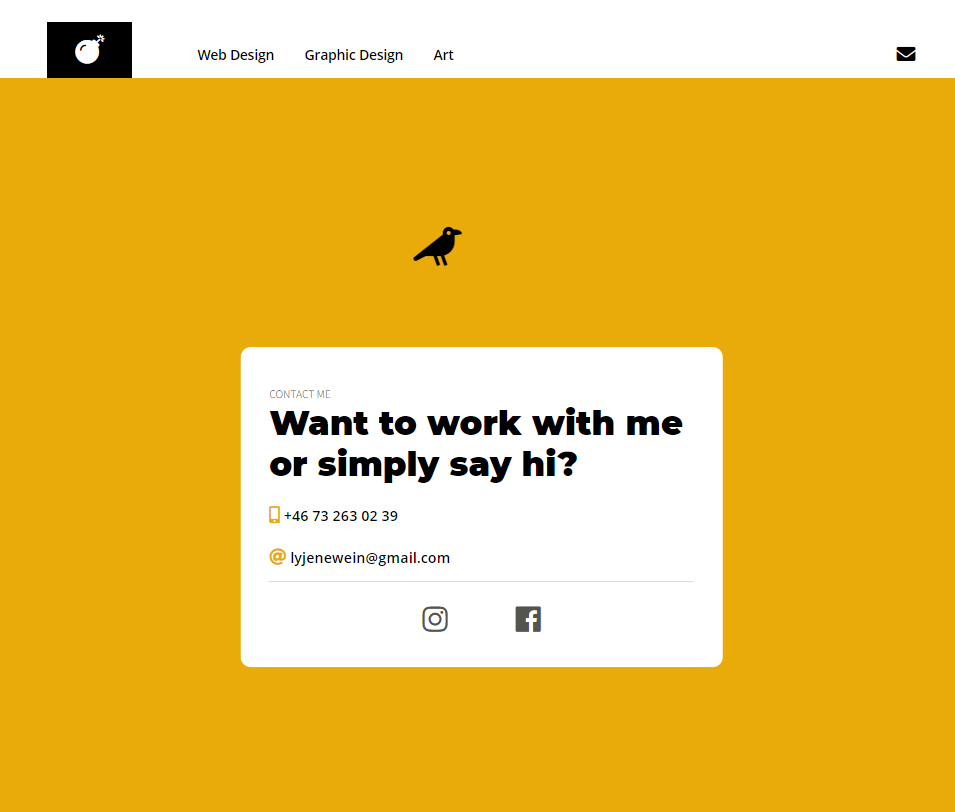 Web Design Graphic Design Art
CONTACT ME
Want to work with me
or simply say hi?
+46 73 263 02 39
lyjenewein@gmail.com